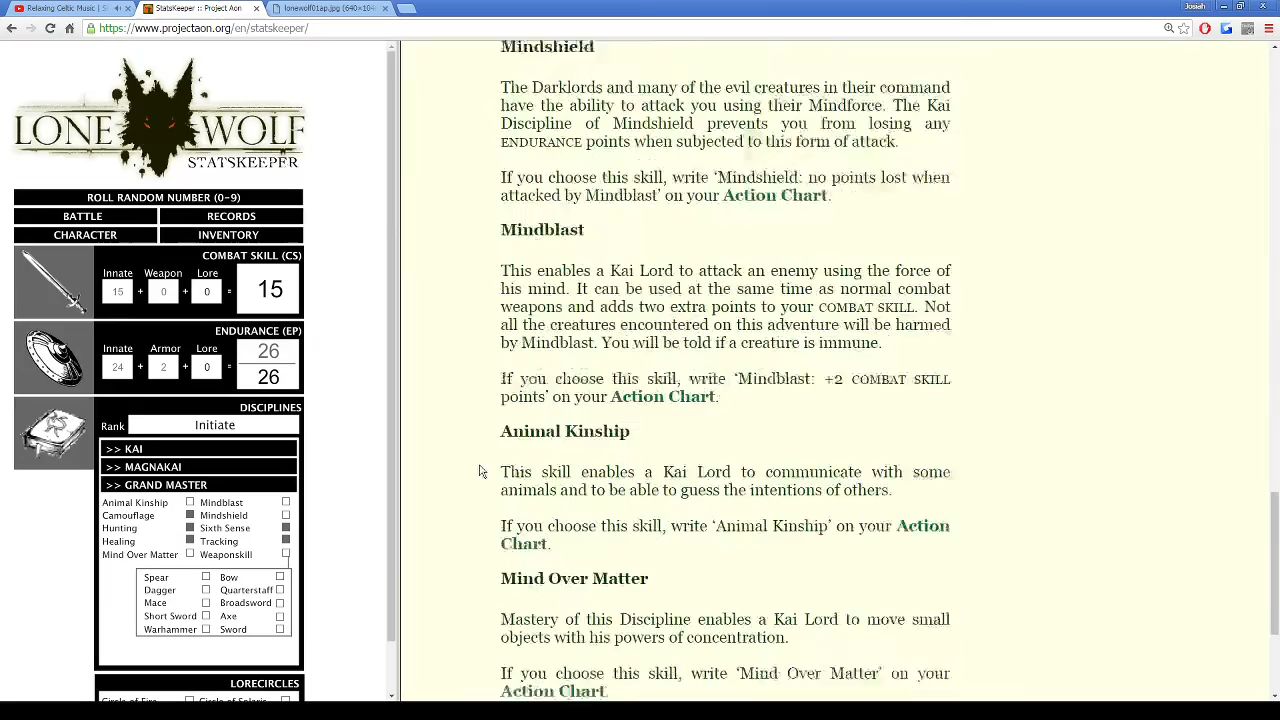 Relaxing Celtic Music | S
StatsKeeper :: Project Aon
lonewolf01ap.jpg (640×104
Josiah
https://www.projectaon.org/en/statskeeper/
LONE WOLF
STATSKEEPER
ROLL RANDOM NUMBER (0-9)
BATTLE RECORDS
CHARACTER INVENTORY
COMBAT SKILL (CS)
Innate Weapon Lore
15 + 0 + 0 = 15
ENDURANCE (EP)
Innate Armor Lore
26
24 + 2 + 0 =
26
DISCIPLINES
Rank Initiate
>> KAI
>> MAGNAKAI
>> GRAND MASTER
Animal Kinship Mindblast
Camouflage Mindshield
Hunting Sixth Sense
Healing Tracking
Mind Over Matter Weaponskill
Spear Bow
Dagger Quarterstaff
Mace Broadsword
Short Sword Axe
Warhammer Sword
LORECIRCLES
Circle of Fire Circle of Solaris
Mindshield
The Darklords and many of the evil creatures in their command
have the ability to attack you using their Mindforce. The Kai
Discipline of Mindshield prevents you from losing any
ENDURANCE points when subjected to this form of attack.
If you choose this skill, write ‘Mindshield: no points lost when
attacked by Mindblast’ on your Action Chart.
Mindblast
This enables a Kai Lord to attack an enemy using the force of
his mind. It can be used at the same time as normal combat
weapons and adds two extra points to your COMBAT SKILL. Not
all the creatures encountered on this adventure will be harmed
by Mindblast. You will be told if a creature is immune.
If you choose this skill, write ‘Mindblast: +2 COMBAT SKILL
points’ on your Action Chart.
Animal Kinship
This skill enables a Kai Lord to communicate with some
animals and to be able to guess the intentions of others.
If you choose this skill, write ‘Animal Kinship’ on your Action
Chart.
Mind Over Matter
Mastery of this Discipline enables a Kai Lord to move small
objects with his powers of concentration.
If you choose this skill, write ‘Mind Over Matter’ on your
Action Chart.